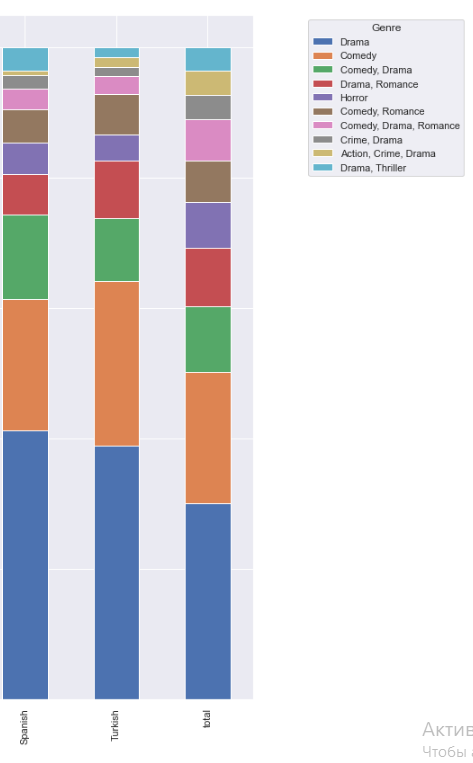 Genre
Drama
Comedy
Comedy, Drama
Drama, Romance
Horror
Comedy, Romance
Comedy, Drama, Romance
Crime, Drama
Action, Crime, Drama
Drama, Thriller
Spanish
Turkish
total
Актив
Чтобы а